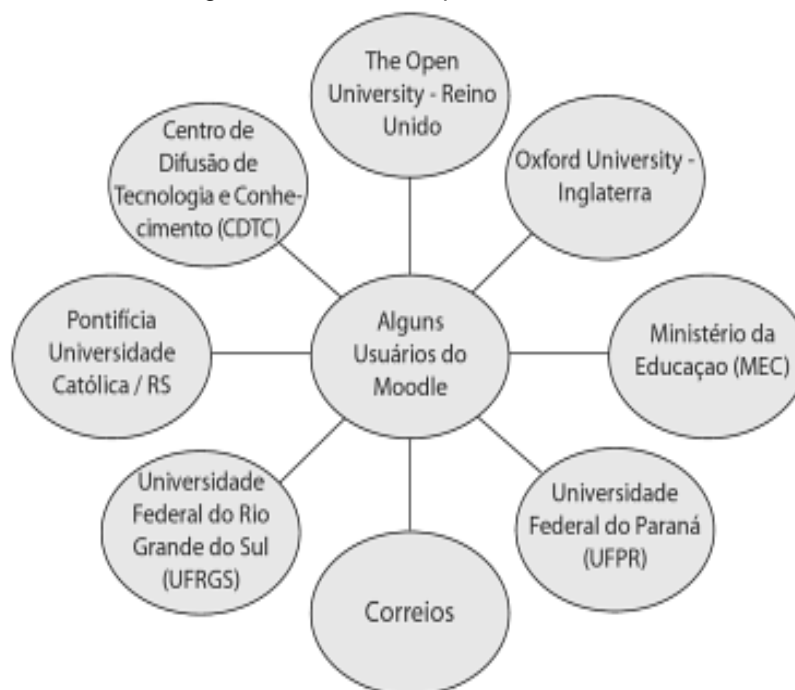 The Open
University - Reino
Unido
Centro de
Difusão de
Tecnologia e Conhe-
cimento (CDTC)
Oxford University -
Inglaterra
Pontifícia
Universidade
Católica / RS
Alguns
Usuários do
Moodle
Ministério da
Educaçao (MEC)
Universidade
Federal do Rio
Grande do Sul
(UFRGS)
Universidade
Federal do Paraná
(UFPR)
Correios